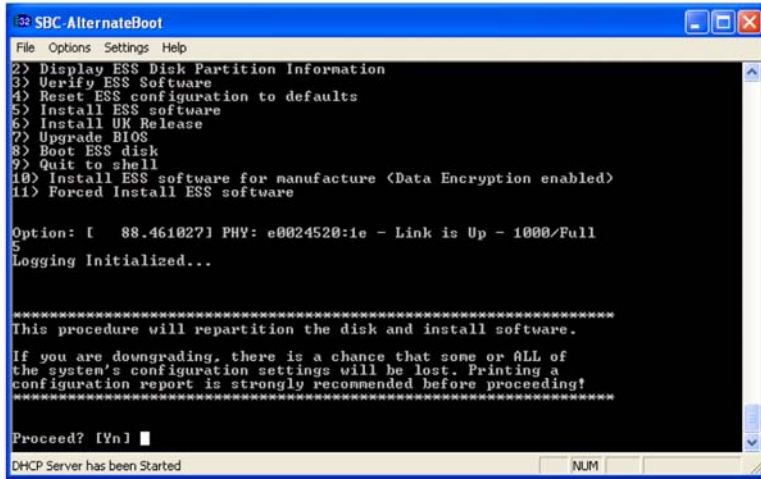 SBC-AlternateBoot
File Options Settings Help
2) Display ESS Disk Partition Information
3) Verify ESS Software
4) Reset ESS configuration to defaults
5) Install ESS software
6) Install UK Release
7) Upgrade BIOS
8) Boot ESS disk
9) Quit to shell
10) Install ESS software for manufacture (Data Encryption enabled)
11) Forced Install ESS software
Option: [   88.461027] PHY: e0024520:1e - Link is Up - 1000/Full
5
Logging Initialized...
*******************************************************************
This procedure will repartition the disk and install software.
If you are downgrading, there is a chance that some or ALL of
the system's configuration settings will be lost. Printing a
configuration report is strongly recommended before proceeding!
*******************************************************************
Proceed? [Yn]
DHCP Server has been Started NUM